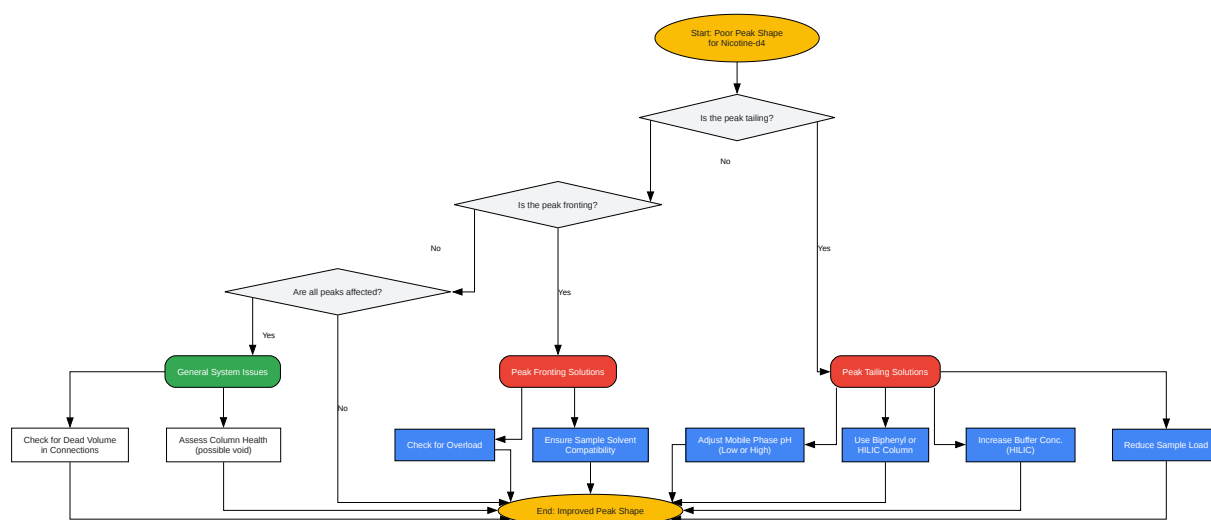 Start: Poor Peak Shape
for Nicotine-d4
Is the peak tailing?
No
Is the peak fronting?
No
Yes
Are all peaks affected?
Yes
Yes
General System Issues
Peak Fronting Solutions
Peak Tailing Solutions
No
Check for Dead Volume
in Connections
Assess Column Health
(possible void)
Check for Overload
Ensure Sample Solvent
Compatibility
Adjust Mobile Phase pH
(Low or High)
Use Biphenyl or
HILIC Column
Increase Buffer Conc.
(HILIC)
Reduce Sample Load
End: Improved Peak Shape